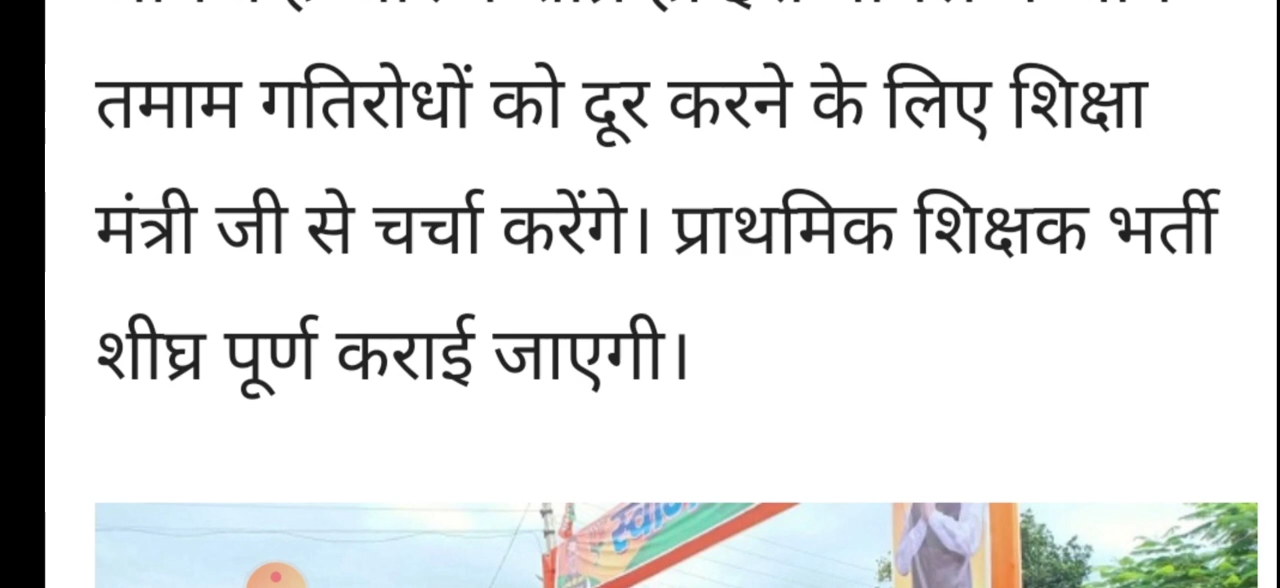 तमाम गतिरोधों को दूर करने के लिए शिक्षा
मंत्री जी से चर्चा करेंगे। प्राथमिक शिक्षक भर्ती
शीघ्र पूर्ण कराई जाएगी।